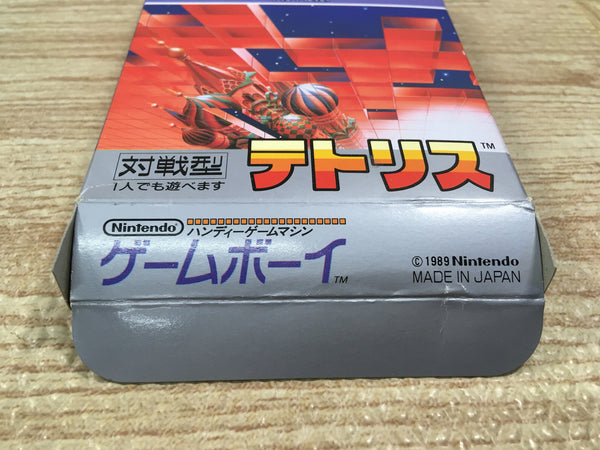 対戦型
テトリス™
1人でも遊べます
Nintendo
ハンディーゲームマシン
ゲームボーイ™
©1989 Nintendo
MADE IN JAPAN